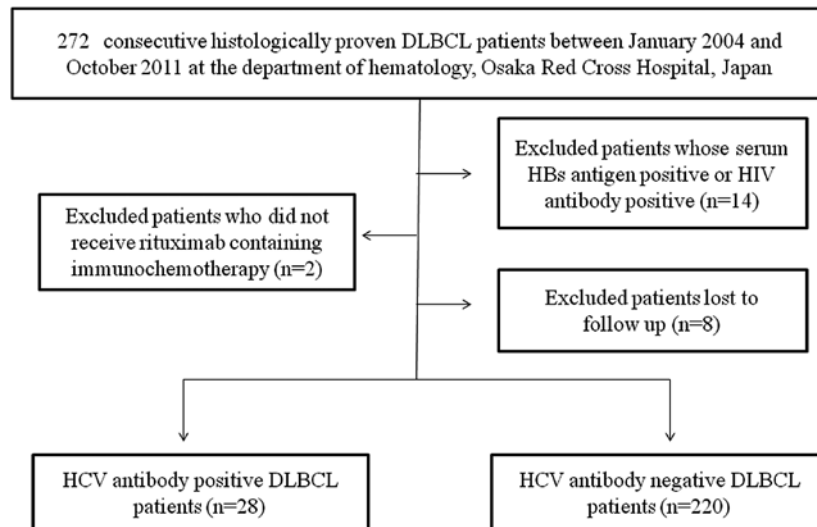 272 consecutive histologically proven DLBCL patients between January 2004 and
October 2011 at the department of hematology, Osaka Red Cross Hospital, Japan
Excluded patients whose serum
HBs antigen positive or HIV
antibody positive (n=14)
Excluded patients who did not
receive rituximab containing
immunochemotherapy (n=2)
Excluded patients lost to
follow up (n=8)
HCV antibody positive DLBCL
patients (n=28)
HCV antibody negative DLBCL
patients (n=220)